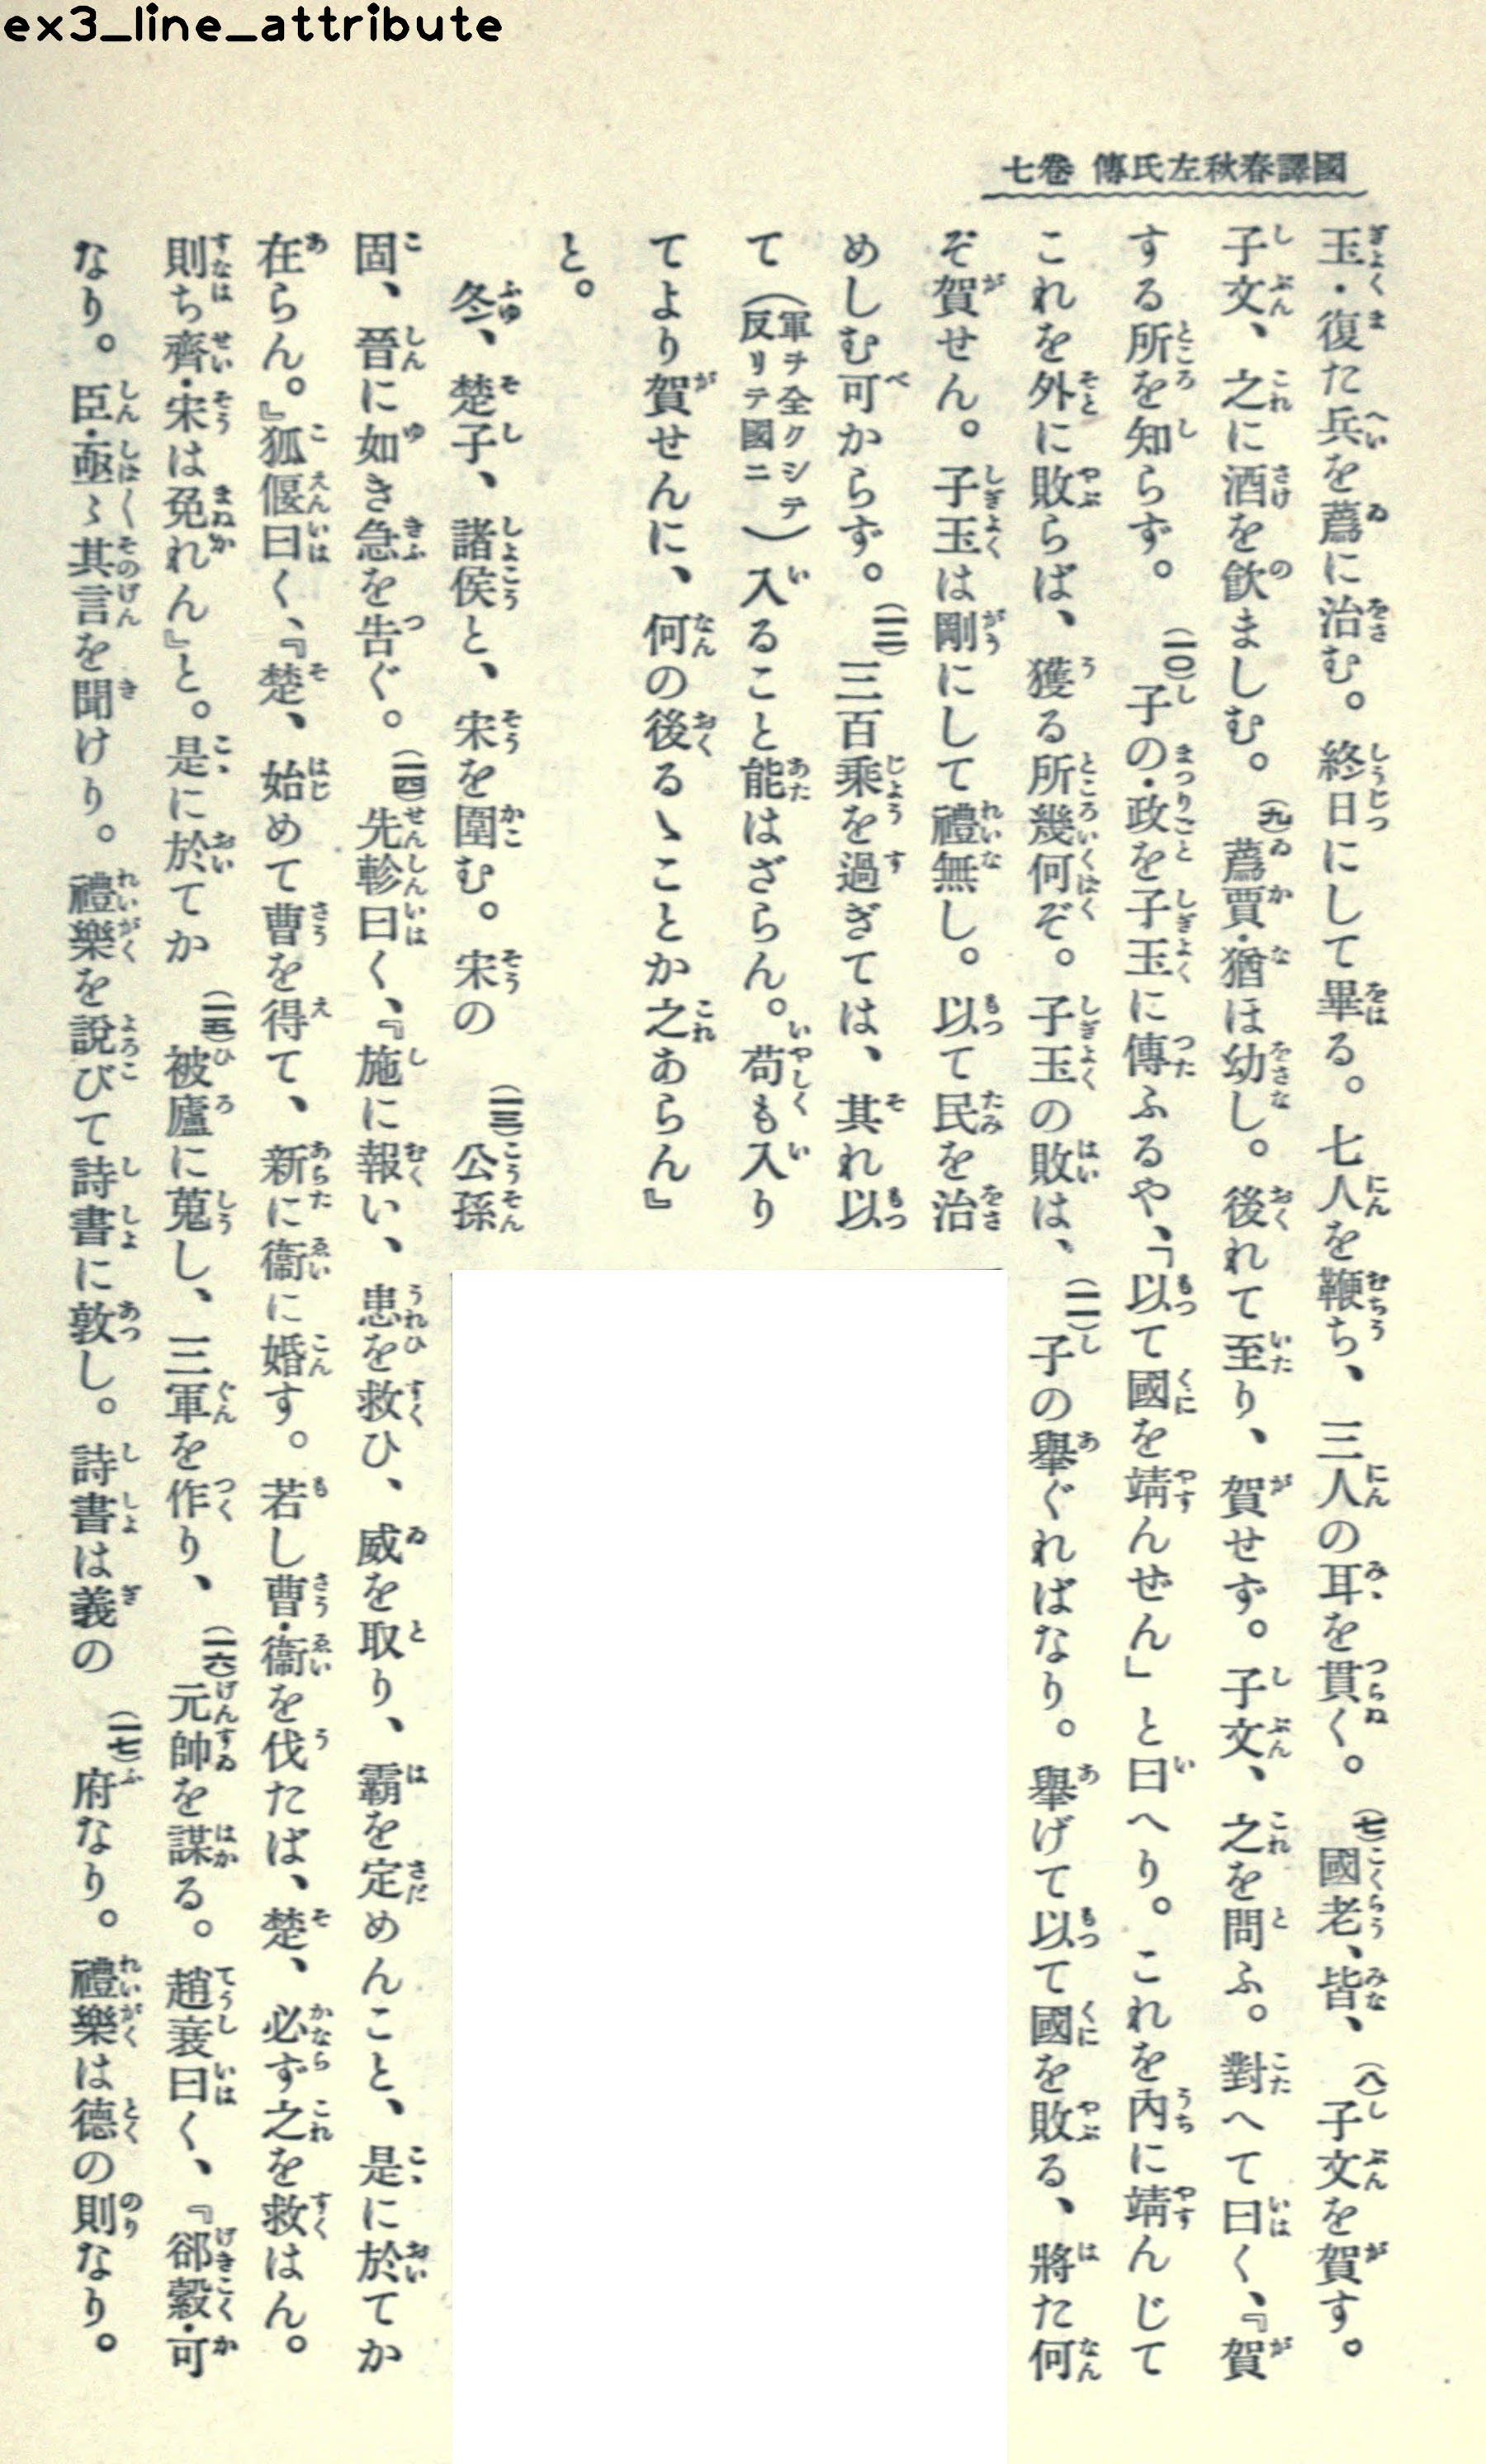 ex3_line_attribute
國譯春秋左氏傳 卷七
玉・復た兵を蔿に治む。終日にして畢る。七人を鞭ち、三人の耳を貫く。(七)國老、皆、(八)子文を賀す。
子文、之に酒を飮ましむ。(九)蔿賈・猶ほ幼し。後れて至り、賀せず。子文、之を問ふ。對へて曰く、『賀
する所を知らず。(一〇)子の・政を子玉に傳ふるや、「以て國を靖んぜん」と曰へり。これを內に靖んじて
これを外に敗らば、獲る所幾何ぞ。子玉の敗は、(一一)子の擧ぐればなり。擧げて以て國を敗る、將た何
ぞ賀せん。子玉は剛にして禮無し。以て民を治
めしむ可からず。(一二)三百乘を過ぎては、其れ以
て(軍ヲ全クシテ反リテ國ニ)入ること能はざらん。苟も入り
てより賀せんに、何の後るゝことか之あらん』
と。
冬、楚子、諸侯と、宋を圍む。宋の(一三)公孫
固、晉に如き急を告ぐ。(一四)先軫曰く、『施に報い、患を救ひ、威を取り、霸を定めんこと、是に於てか
在らん。』狐偃曰く、『楚、始めて曹を得て、新に衞に婚す。若し曹・衞を伐たば、楚、必ず之を救はん。
則ち齊・宋は免れん』と。是に於てか(一五)被廬に蒐し、三軍を作り、(一六)元帥を謀る。趙衰曰く、『郤縠・可
なり。臣・亟〻其言を聞けり。禮樂を說びて詩書に敦し。詩書は義の(一七)府なり。禮樂は德の則なり。